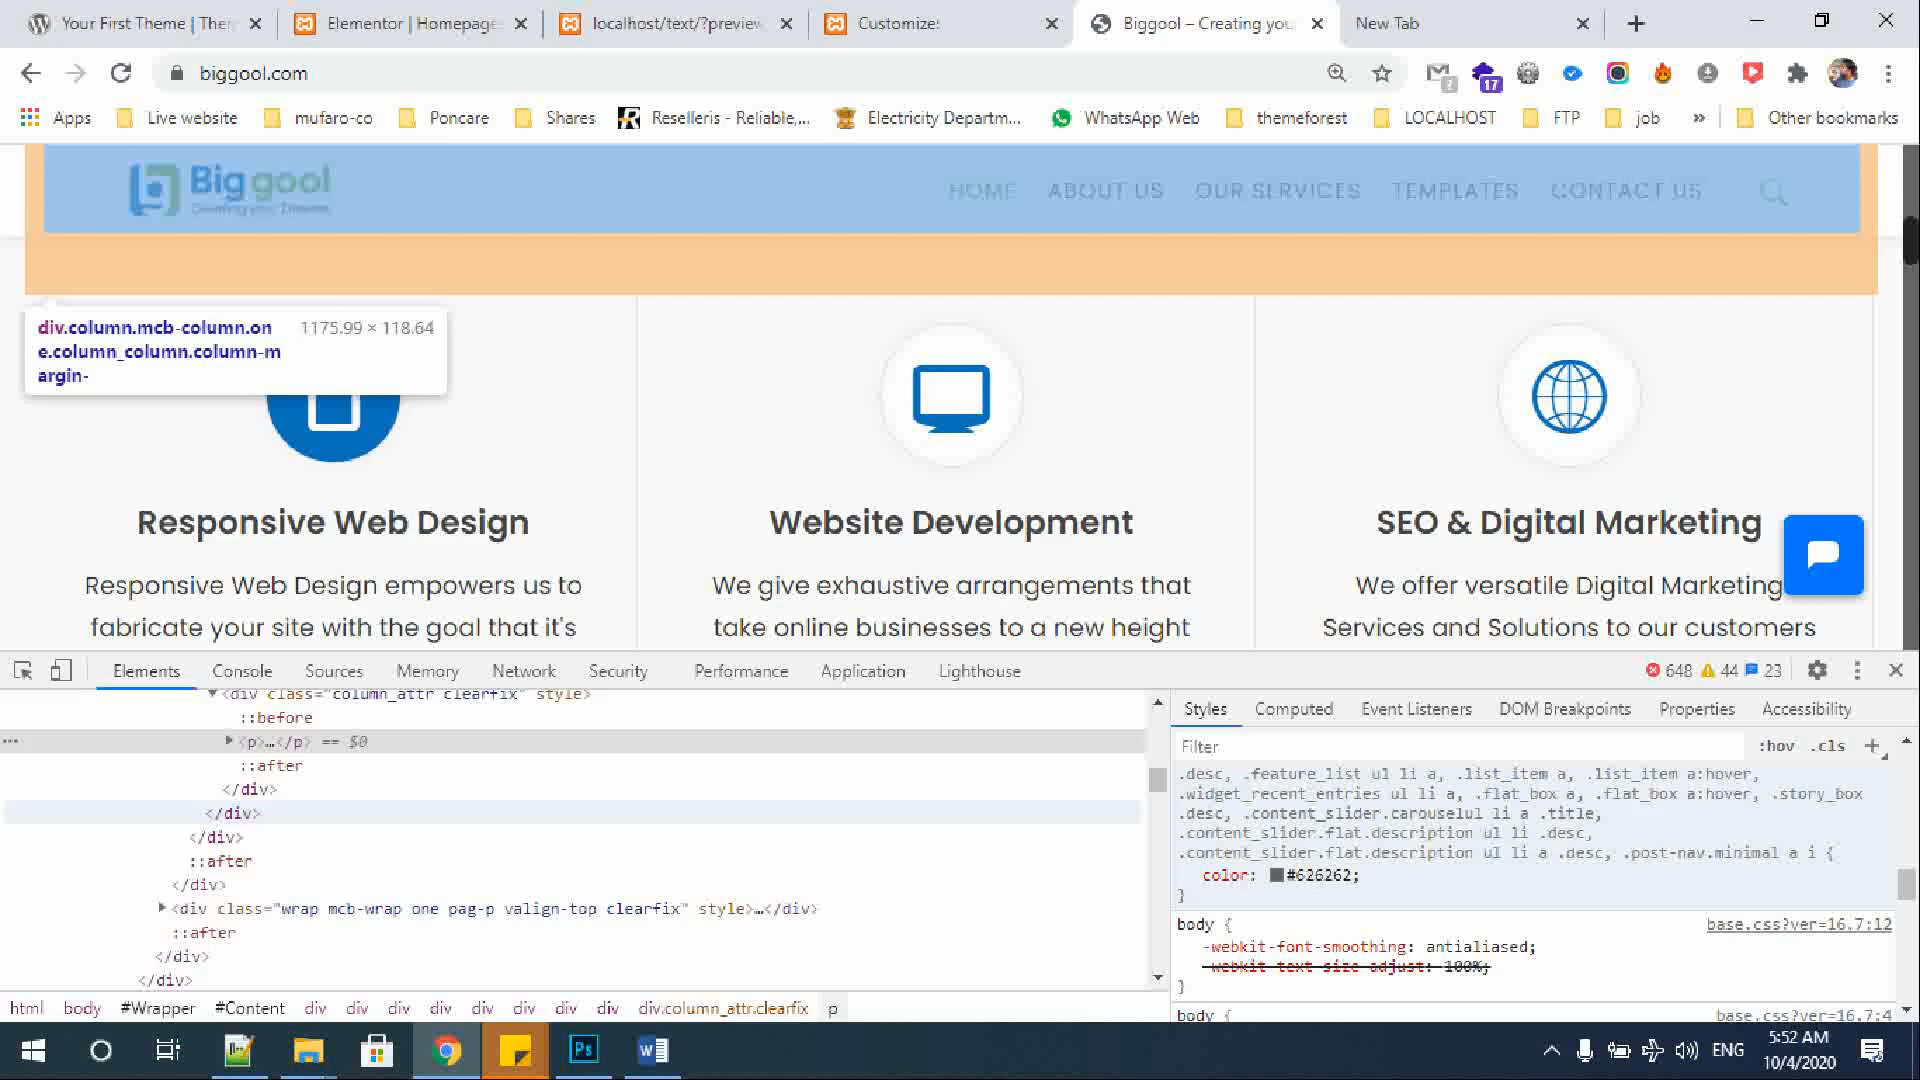 Your First Theme | Ther
Elementor | Homepage
localhost/text/?preview
Customize:
Biggool – Creating you
New Tab
biggool.com
17
Apps
Live website
mufaro-co
Poncare
Shares
Reselleris - Reliable,...
Electricity Departm...
WhatsApp Web
themeforest
LOCALHOST
FTP
job
»
Other bookmarks
Big gool
HOME
ABOUT US
OUR SERVICES
TEMPLATES
CONTACT US
div.column.mcb-column.on
e.column_column.column-m
argin-
1175.99 × 118.64
Responsive Web Design
Responsive Web Design empowers us to
fabricate your site with the goal that it's
Website Development
We give exhaustive arrangements that
take online businesses to a new height
SEO & Digital Marketing
We offer versatile Digital Marketing
Services and Solutions to our customers
Elements
Console
Sources
Memory
Network
Security
Performance
Application
Lighthouse
648
44
23
<div class="column_attr clearfix" style>
::before
<p>…</p> == $0
::after
</div>
</div>
</div>
::after
</div>
<div class="wrap mcb-wrap one pag-p valign-top clearfix" style>…</div>
::after
</div>
</div>
html body #Wrapper #Content div div div div div div div div div.column_attr.clearfix p
Styles
Computed
Event Listeners
DOM Breakpoints
Properties
Accessibility
Filter
:hov .cls +
.desc, .feature_list ul li a, .list_item a, .list_item a:hover,
.widget_recent_entries ul li a, .flat_box a, .flat_box a:hover, .story_box
.desc, .content_slider.carouselul li a .title,
.content_slider.flat.description ul li .desc,
.content_slider.flat.description ul li a .desc, .post-nav.minimal a i {
color: #626262;
}
body {
base.css?ver=16.7:12
-webkit-font-smoothing: antialiased;
-webkit-text-size-adjust: 100%;
}
body {
base.css?ver=16.7:4
Ps
ENG
5:52 AM
10/4/2020